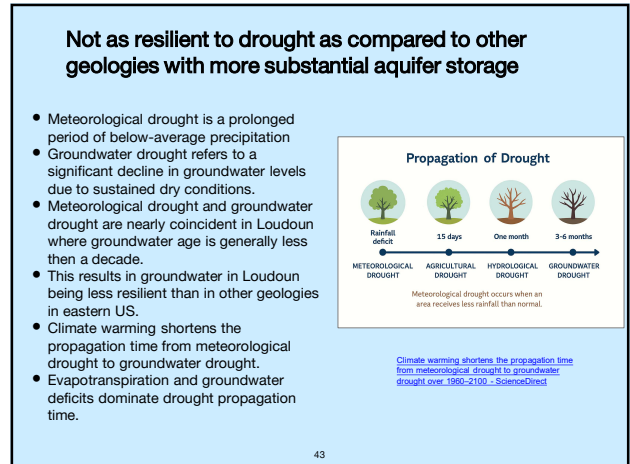 Not as resilient to drought as compared to other
geologies with more substantial aquifer storage
• Meteorological drought is a prolonged
period of below-average precipitation
• Groundwater drought refers to a
significant decline in groundwater levels
due to sustained dry conditions.
• Meteorological drought and groundwater
drought are nearly coincident in Loudoun
where groundwater age is generally less
then a decade.
• This results in groundwater in Loudoun
being less resilient than in other geologies
in eastern US.
• Climate warming shortens the
propagation time from meteorological
drought to groundwater drought.
• Evapotranspiration and groundwater
deficits dominate drought propagation
time.
Propagation of Drought
Rainfall
deficit
15 days
One month
3-6 months
METEOROLOGICAL
DROUGHT
AGRICULTURAL
DROUGHT
HYDROLOGICAL
DROUGHT
GROUNDWATER
DROUGHT
Meteorological drought occurs when an
area receives less rainfall than normal.
Climate warming shortens the propagation time
from meteorological drought to groundwater
drought over 1960–2100 - ScienceDirect
43